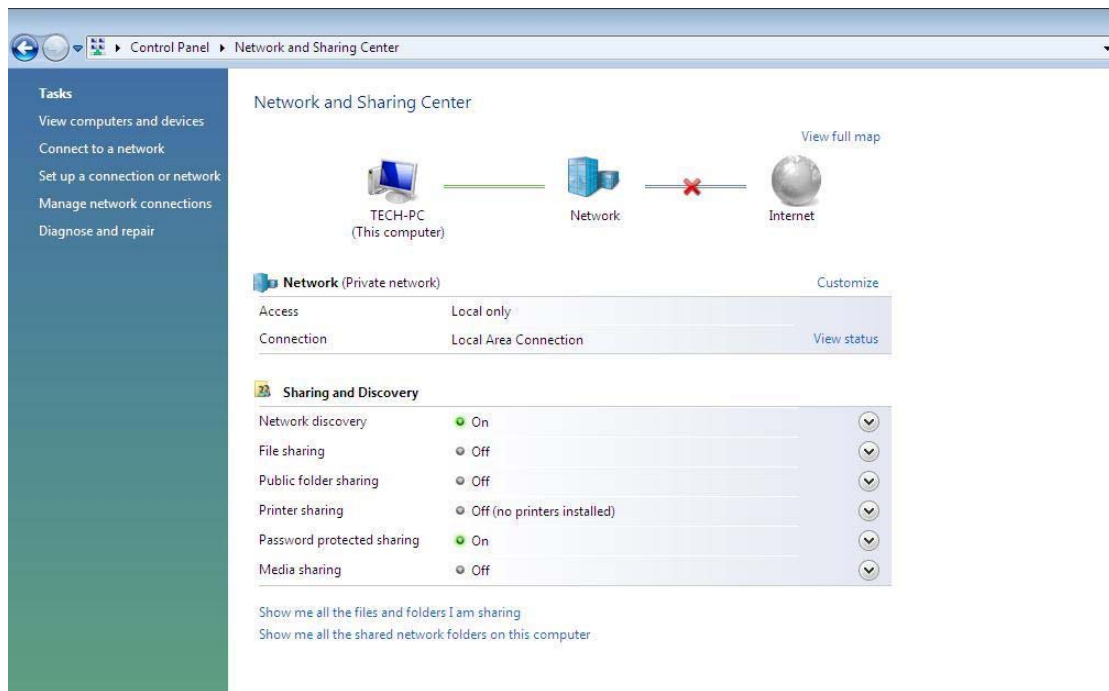 Control Panel Network and Sharing Center
Tasks
View computers and devices
Connect to a network
Set up a connection or network
Manage network connections
Diagnose and repair
Network and Sharing Center
View full map
TECH-PC
(This computer)
Network
Internet
Network (Private network) Customize
Access Local only
Connection Local Area Connection View status
Sharing and Discovery
Network discovery On
File sharing Off
Public folder sharing Off
Printer sharing Off (no printers installed)
Password protected sharing On
Media sharing Off
Show me all the files and folders I am sharing
Show me all the shared network folders on this computer